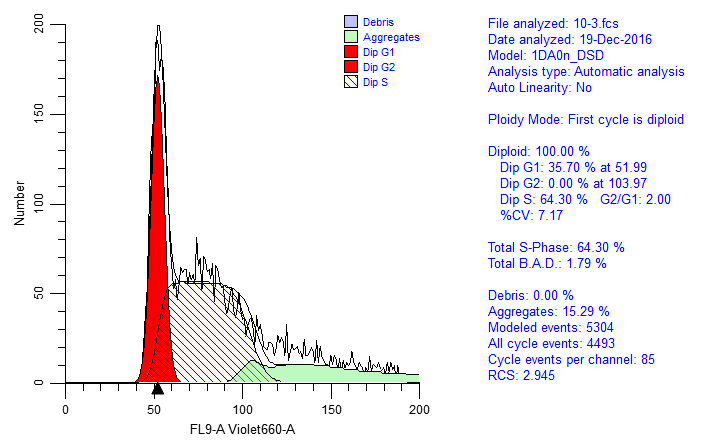 200
150
100
50
0
Number
0
50
100
150
200
FL9-A Violet660-A
Debris
Aggregates
Dip G1
Dip G2
Dip S
File analyzed: 10-3.fcs
Date analyzed: 19-Dec-2016
Model: 1DA0n_DSD
Analysis type: Automatic analysis
Auto Linearity: No
Ploidy Mode: First cycle is diploid
Diploid: 100.00 %
Dip G1: 35.70 % at 51.99
Dip G2: 0.00 % at 103.97
Dip S: 64.30 %   G2/G1: 2.00
%CV: 7.17
Total S-Phase: 64.30 %
Total B.A.D.: 1.79 %
Debris: 0.00 %
Aggregates: 15.29 %
Modeled events: 5304
All cycle events: 4493
Cycle events per channel: 85
RCS: 2.945